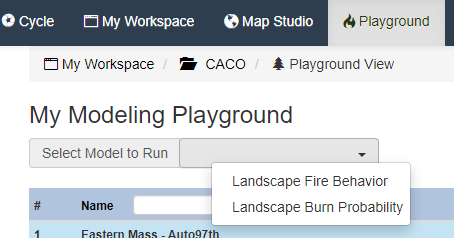 Cycle My Workspace Map Studio Playground
My Workspace / CACO / Playground View
My Modeling Playground
Select Model to Run
Landscape Fire Behavior
Landscape Burn Probability
# Name
1 Eastern Mass - Auto97th